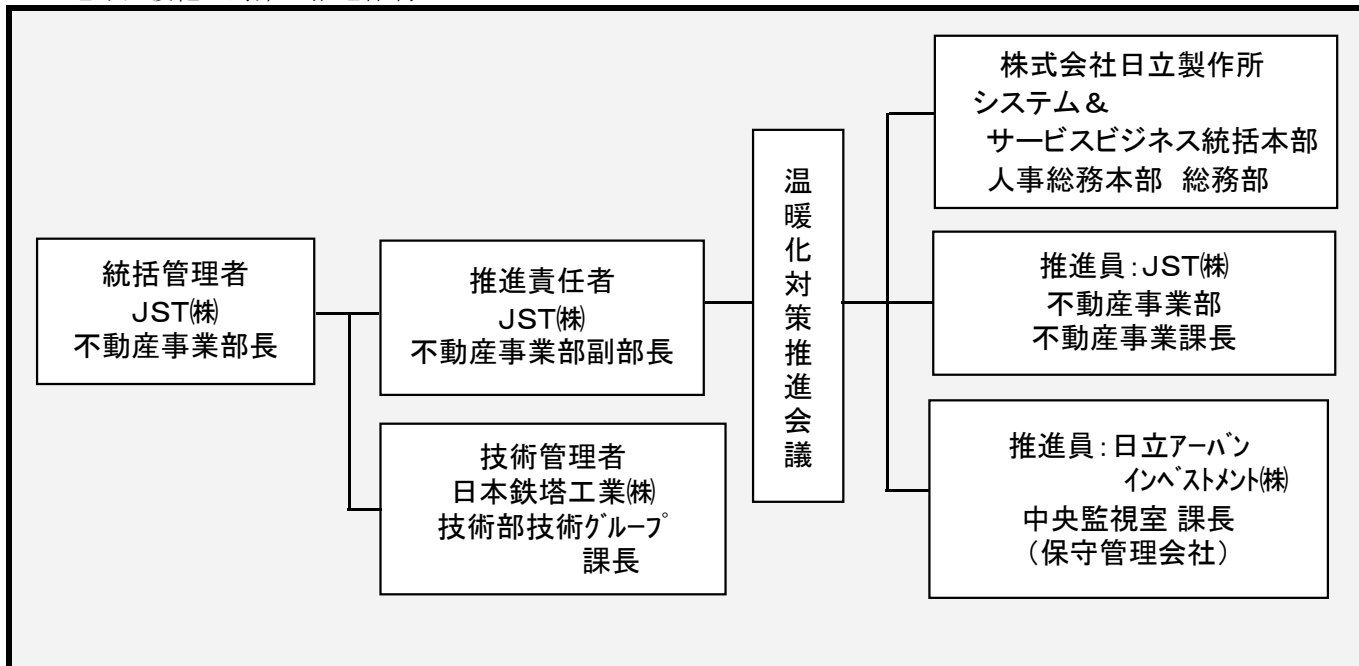 統括管理者
JST㈱
不動産事業部長
推進責任者
JST㈱
不動産事業部副部長
技術管理者
日本鉄塔工業㈱
技術部技術ｸﾞﾙｰﾌﾟ
課長
温暖化対策推進会議
株式会社日立製作所
システム＆
サービスビジネス統括本部
人事総務本部 総務部
推進員：JST㈱
不動産事業部
不動産事業課長
推進員：日立ｱｰﾊﾞﾝ
ｲﾝﾍﾞｽﾄﾒﾝﾄ㈱
中央監視室 課長
（保守管理会社）